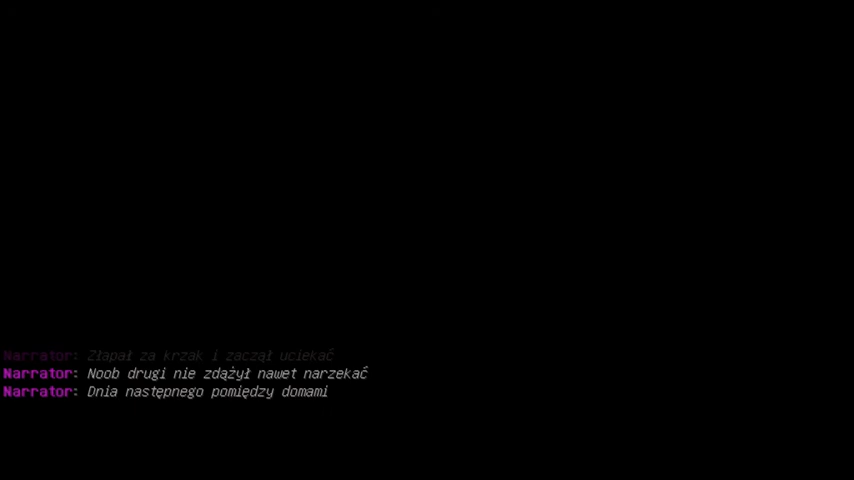 Narrator: Złapał za krzak i zaczął uciekać
Narrator: Noob drugi nie zdążył nawet narzekać
Narrator: Dnia następnego pomiędzy domami